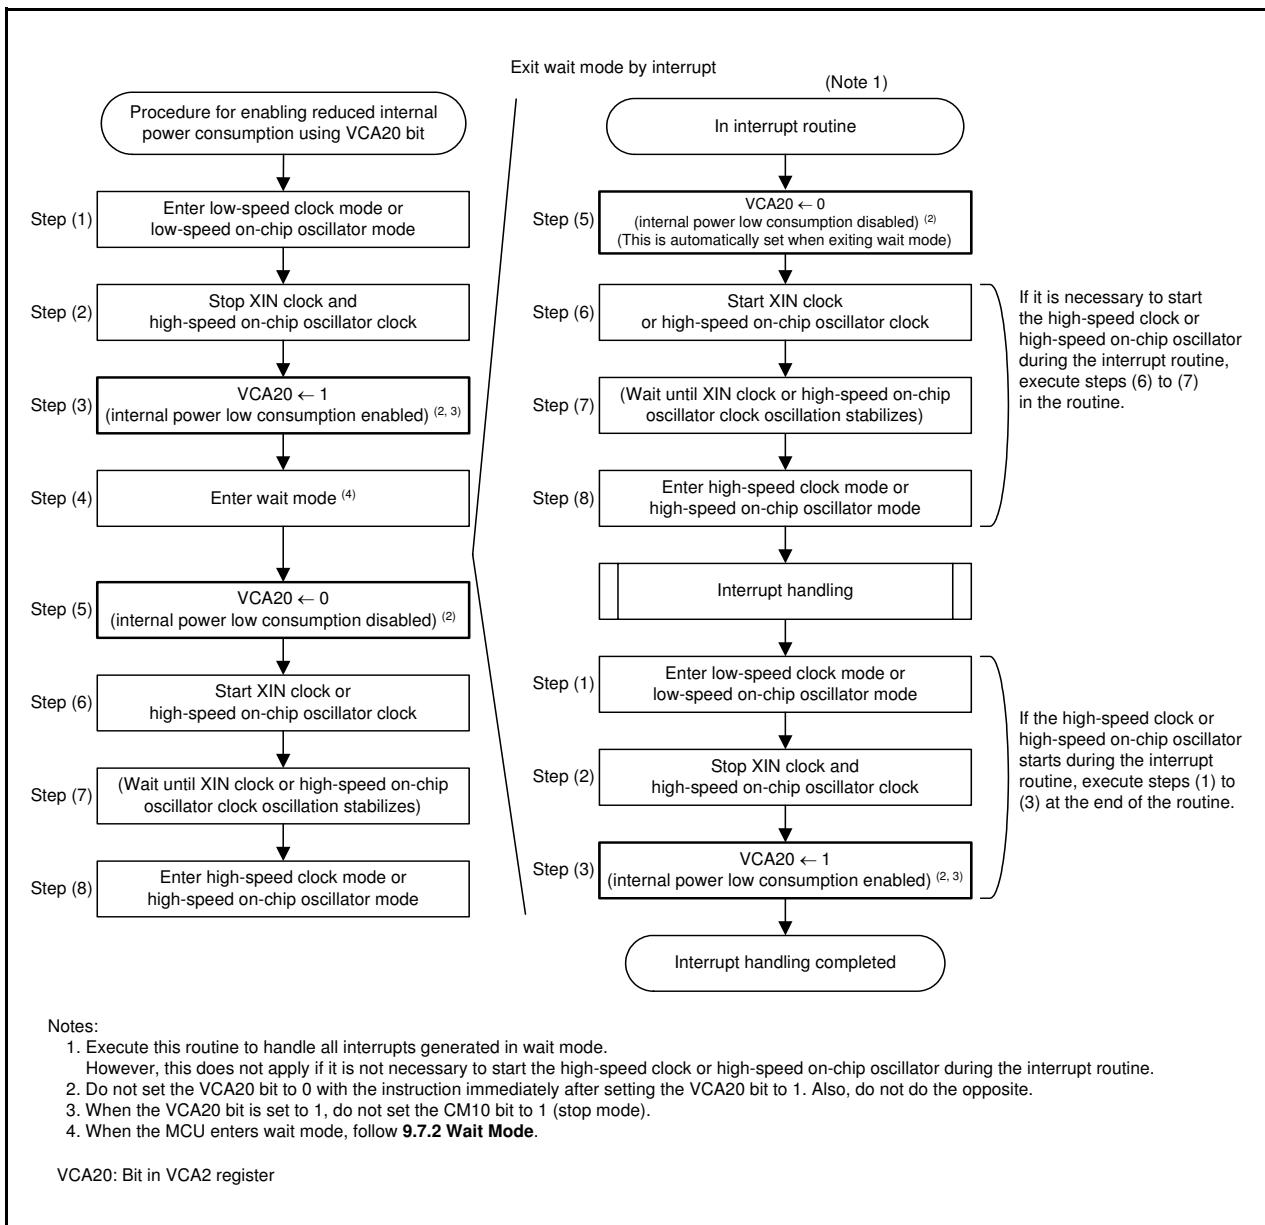 Exit wait mode by interrupt
(Note 1)
Procedure for enabling reduced internal
power consumption using VCA20 bit
Step (1)
Enter low-speed clock mode or
low-speed on-chip oscillator mode
Step (2)
Stop XIN clock and
high-speed on-chip oscillator clock
Step (3)
VCA20 ← 1
(internal power low consumption enabled) (2, 3)
Step (4)
Enter wait mode (4)
Step (5)
VCA20 ← 0
(internal power low consumption disabled) (2)
Step (6)
Start XIN clock or
high-speed on-chip oscillator clock
Step (7)
(Wait until XIN clock or high-speed on-chip
oscillator clock oscillation stabilizes)
Step (8)
Enter high-speed clock mode or
high-speed on-chip oscillator mode
In interrupt routine
Step (5)
VCA20 ← 0
(internal power low consumption disabled) (2)
(This is automatically set when exiting wait mode)
Step (6)
Start XIN clock
or high-speed on-chip oscillator clock
Step (7)
(Wait until XIN clock or high-speed on-chip
oscillator clock oscillation stabilizes)
Step (8)
Enter high-speed clock mode or
high-speed on-chip oscillator mode
If it is necessary to start
the high-speed clock or
high-speed on-chip oscillator
during the interrupt routine,
execute steps (6) to (7)
in the routine.
Interrupt handling
Step (1)
Enter low-speed clock mode or
low-speed on-chip oscillator mode
Step (2)
Stop XIN clock and
high-speed on-chip oscillator clock
Step (3)
VCA20 ← 1
(internal power low consumption enabled) (2, 3)
If the high-speed clock or
high-speed on-chip oscillator
starts during the interrupt
routine, execute steps (1) to
(3) at the end of the routine.
Interrupt handling completed
Notes:
1. Execute this routine to handle all interrupts generated in wait mode.
However, this does not apply if it is not necessary to start the high-speed clock or high-speed on-chip oscillator during the interrupt routine.
2. Do not set the VCA20 bit to 0 with the instruction immediately after setting the VCA20 bit to 1. Also, do not do the opposite.
3. When the VCA20 bit is set to 1, do not set the CM10 bit to 1 (stop mode).
4. When the MCU enters wait mode, follow 9.7.2 Wait Mode.
VCA20: Bit in VCA2 register